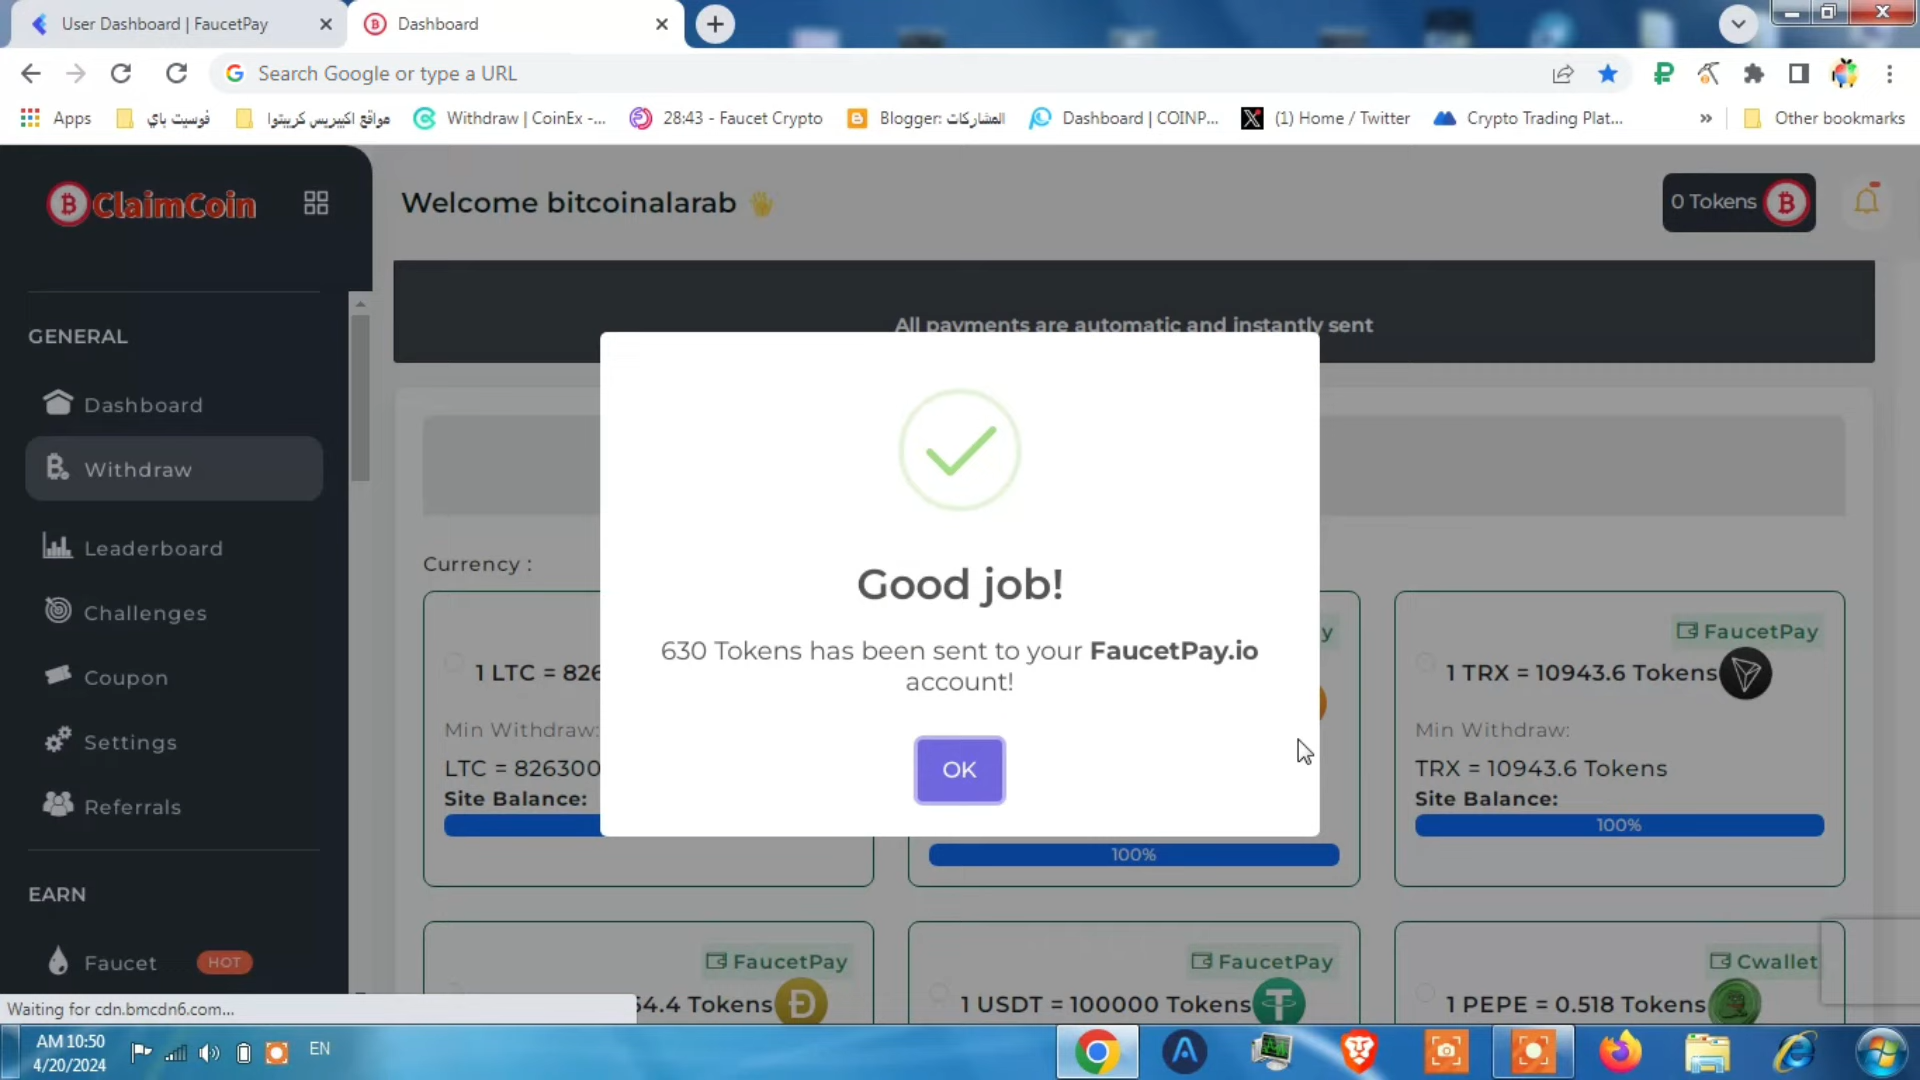 User Dashboard | FaucetPay
Dashboard
Search Google or type a URL
Apps
فوسيت باي
مواقع اكسبريس كريبتوا
Withdraw | CoinEx -...
28:43 - Faucet Crypto
Blogger: المشاركات
Dashboard | COINP...
(1) Home / Twitter
Crypto Trading Plat...
Other bookmarks
ClaimCoin
Welcome bitcoinalarab
0 Tokens
All payments are automatic and instantly sent
GENERAL
Dashboard
Withdraw
Leaderboard
Challenges
Coupon
Settings
Referrals
EARN
Faucet
HOT
Good job!
630 Tokens has been sent to your FaucetPay.io
account!
OK
Currency :
1 LTC = 826
Min Withdraw:
LTC = 826300
Site Balance:
y
100%
FaucetPay
1 TRX = 10943.6 Tokens
Min Withdraw:
TRX = 10943.6 Tokens
Site Balance:
100%
FaucetPay
54.4 Tokens
FaucetPay
1 USDT = 100000 Tokens
Cwallet
1 PEPE = 0.518 Tokens
Waiting for cdn.bmcdn6.com...
AM 10:50
4/20/2024
EN